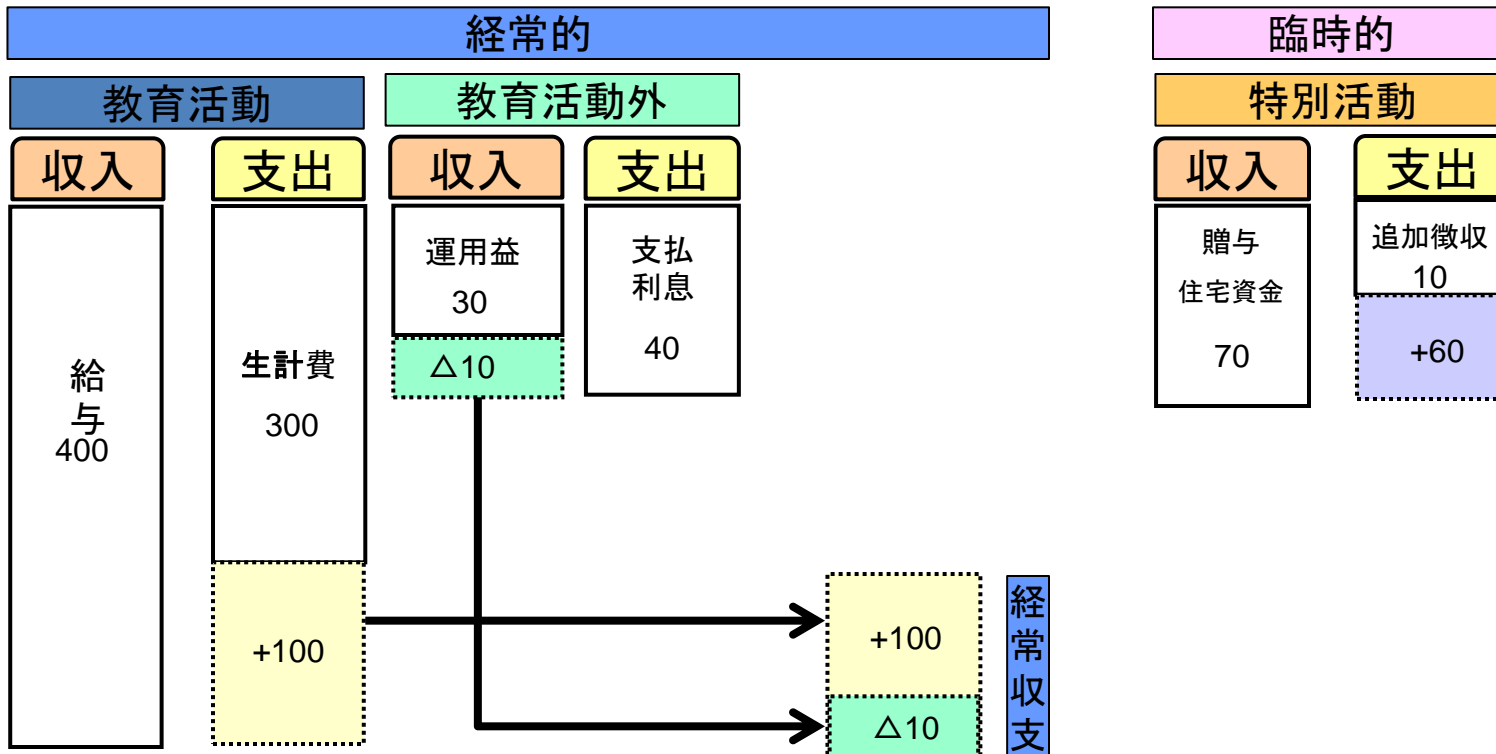 経常的
臨時的
教育活動
教育活動外
特別活動
収入
支出
収入
支出
収入
支出
給
与
400
生計費
300
+100
運用益
30
△10
支払
利息
40
贈与
住宅資金
70
追加徴収
10
+60
+100
△10
経
常
収
支